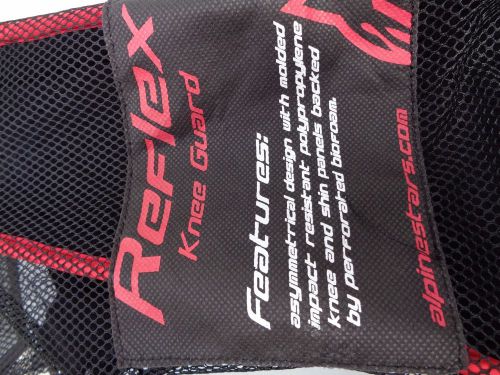 Reflex
Knee Guard
Features:
asymmetrical design with molded
impact resistant polypropylene
knee and shin panels backed
by perforated biofoam.
alpinestars.com